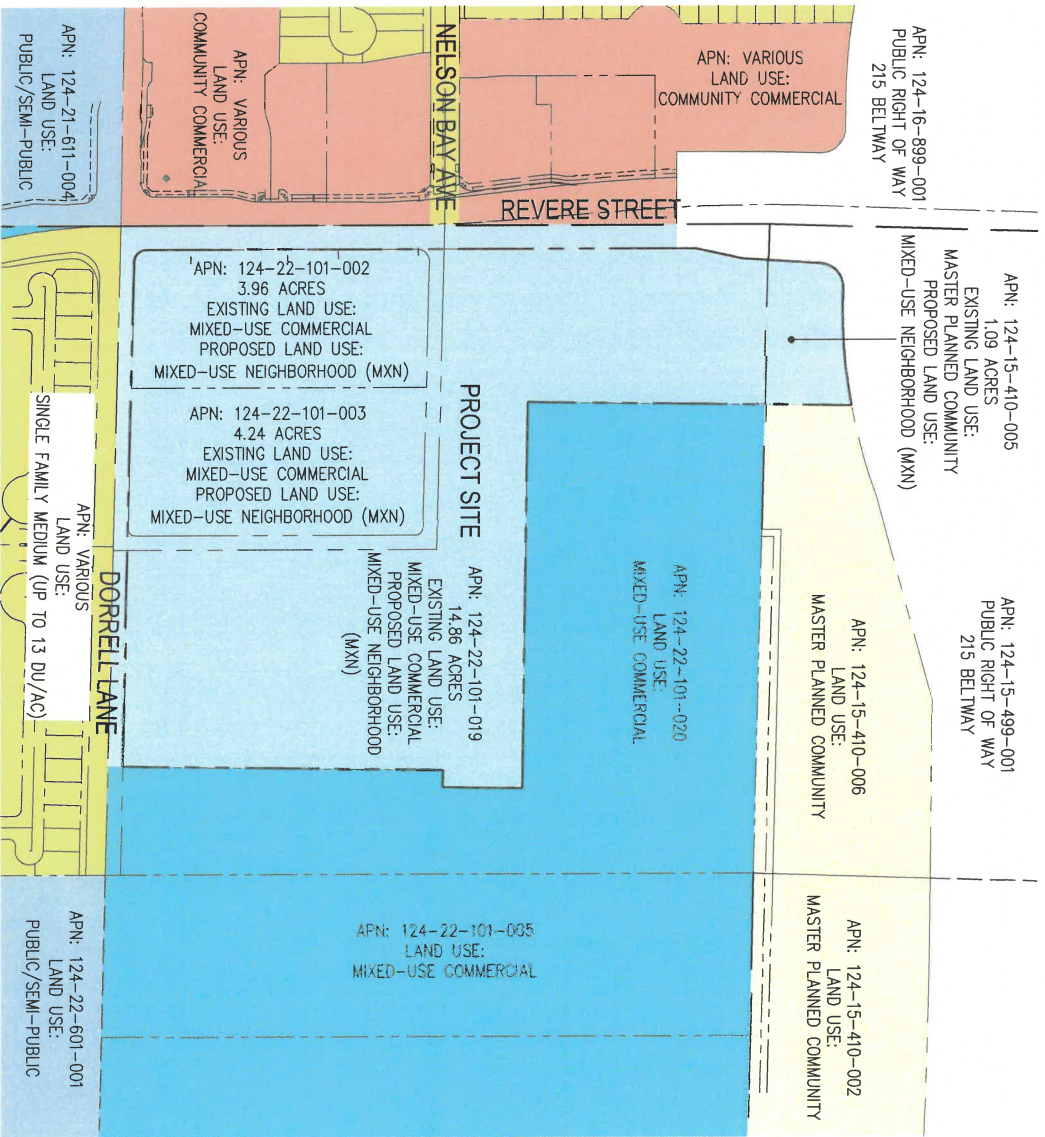 APN: 124-16-899-001
PUBLIC RIGHT OF WAY
215 BELTWAY
APN: VARIOUS
LAND USE:
COMMUNITY COMMERCIAL
NELSON BAY AVE
APN: VARIOUS
LAND USE:
COMMUNITY COMMERCIA
APN: 124-21-611-004
LAND USE:
PUBLIC/SEMI-PUBLIC
REVERE STREET
APN: 124-15-410-005
1.09 ACRES
EXISTING LAND USE:
MASTER PLANNED COMMUNITY
PROPOSED LAND USE:
MIXED-USE NEIGHBORHOOD (MXN)
APN: 124-22-101-002
3.96 ACRES
EXISTING LAND USE:
MIXED-USE COMMERCIAL
PROPOSED LAND USE:
MIXED-USE NEIGHBORHOOD (MXN)
APN: 124-22-101-003
4.24 ACRES
EXISTING LAND USE:
MIXED-USE COMMERCIAL
PROPOSED LAND USE:
MIXED-USE NEIGHBORHOOD (MXN)
PROJECT SITE
APN: 124-22-101-019
14.86 ACRES
EXISTING LAND USE:
MIXED-USE COMMERCIAL
PROPOSED LAND USE:
MIXED-USE NEIGHBORHOOD
(MXN)
APN: 124-22-101-020
LAND USE:
MIXED-USE COMMERCIAL
APN: 124-15-499-001
PUBLIC RIGHT OF WAY
215 BELTWAY
APN: 124-15-410-006
LAND USE:
MASTER PLANNED COMMUNITY
APN: VARIOUS
LAND USE:
SINGLE FAMILY MEDIUM (UP TO 13 DU/AC)
DORRELL LANE
APN: 124-22-101-005
LAND USE:
MIXED-USE COMMERCIAL
APN: 124-15-410-002
LAND USE:
MASTER PLANNED COMMUNITY
APN: 124-22-601-001
LAND USE:
PUBLIC/SEMI-PUBLIC